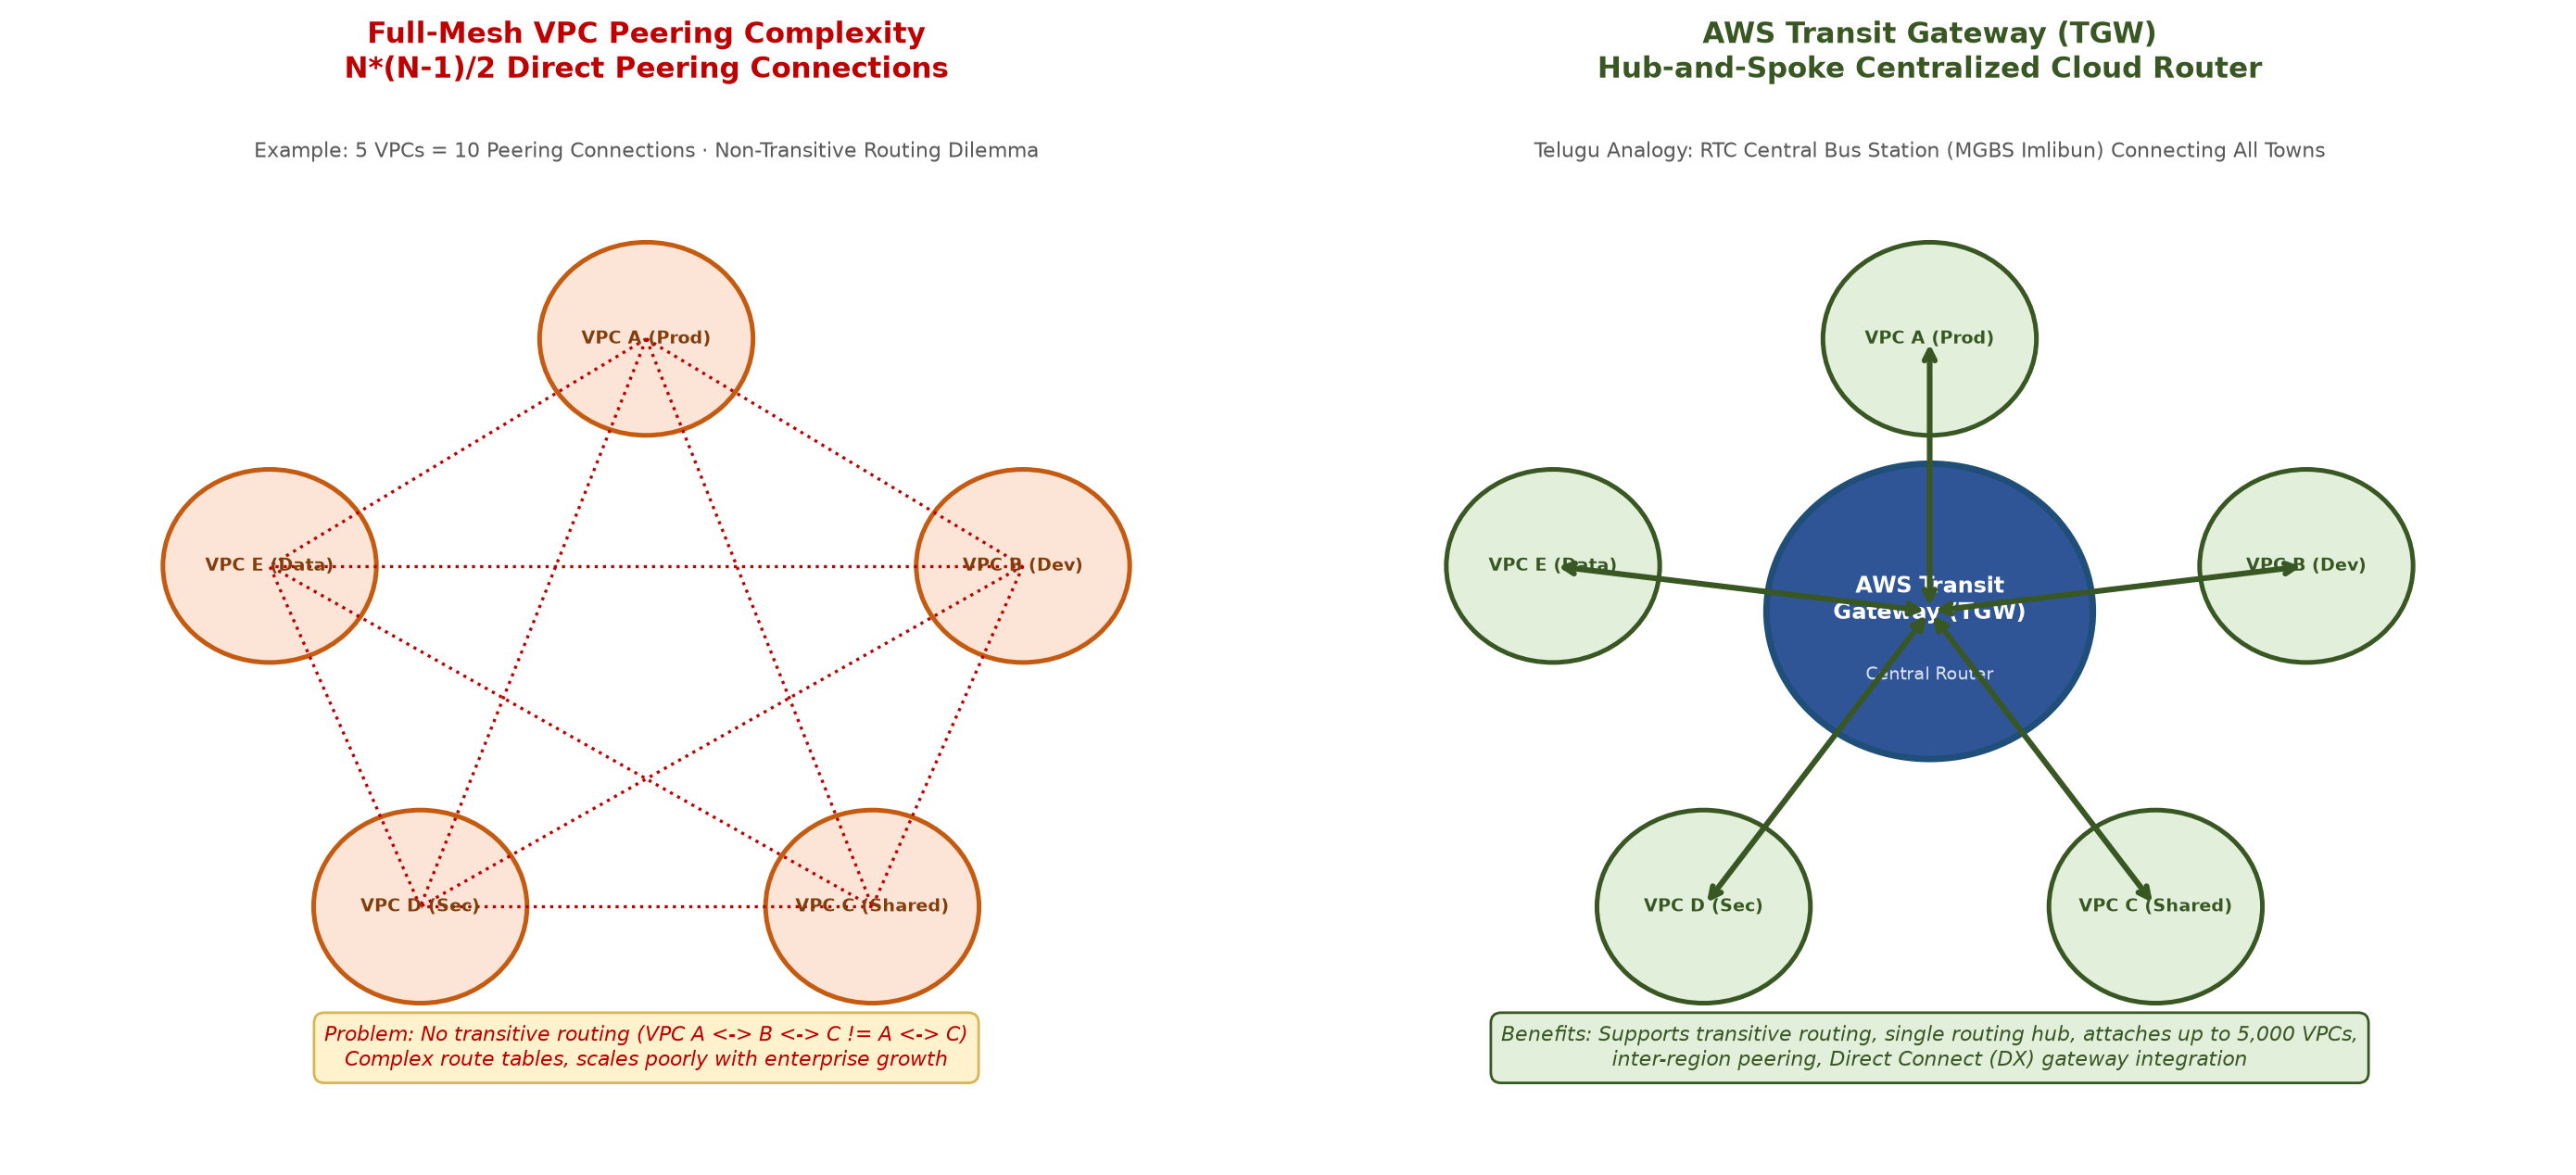 Full-Mesh VPC Peering Complexity
N*(N-1)/2 Direct Peering Connections
Example: 5 VPCs = 10 Peering Connections · Non-Transitive Routing Dilemma
VPC A (Prod)
VPC E (Data)
VPC B (Dev)
VPC D (Sec)
VPC C (Shared)
Problem: No transitive routing (VPC A <-> B <-> C != A <-> C)
Complex route tables, scales poorly with enterprise growth
AWS Transit Gateway (TGW)
Hub-and-Spoke Centralized Cloud Router
Telugu Analogy: RTC Central Bus Station (MGBS Imlibun) Connecting All Towns
VPC A (Prod)
VPC E (Data)
VPC B (Dev)
AWS Transit
Gateway (TGW)
Central Router
VPC D (Sec)
VPC C (Shared)
Benefits: Supports transitive routing, single routing hub, attaches up to 5,000 VPCs,
inter-region peering, Direct Connect (DX) gateway integration